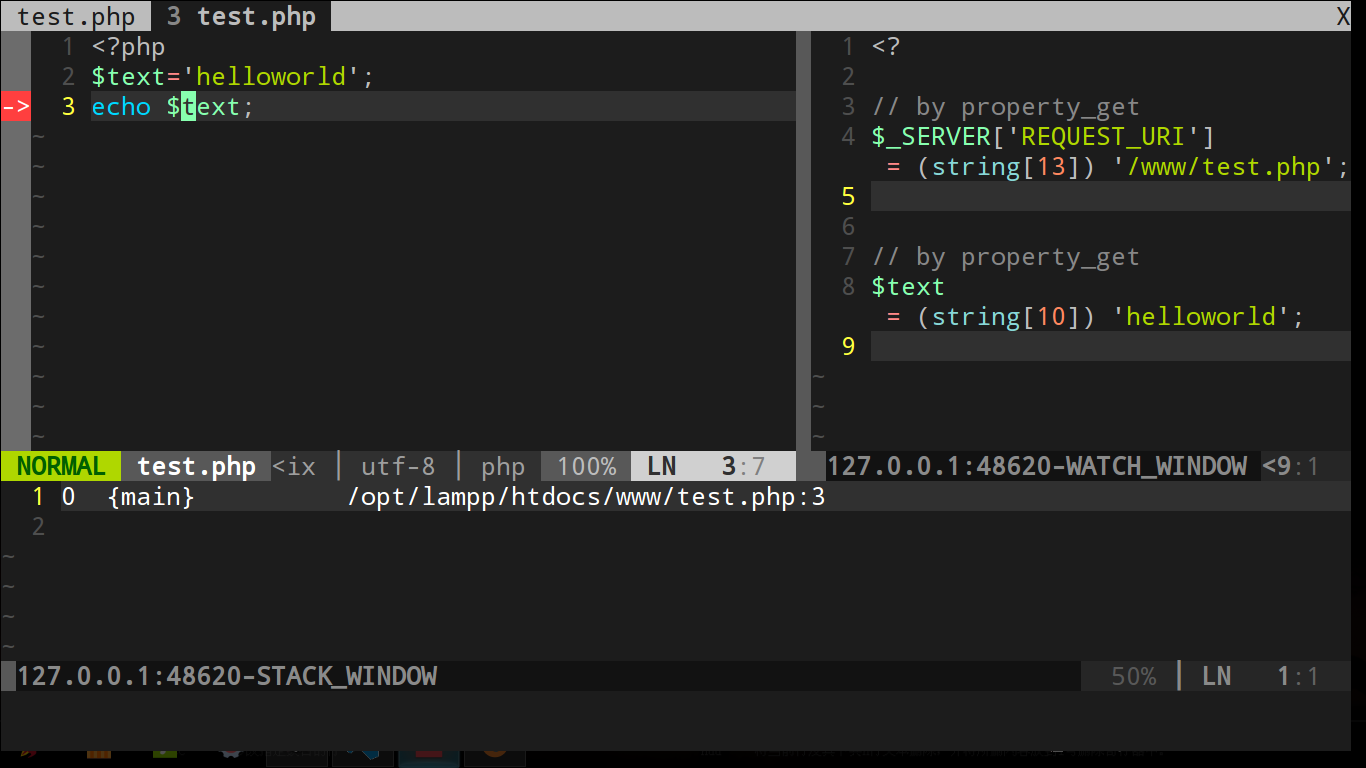 test.php 3 test.php X
1 <?php
2 $text='helloworld';
-> 3 echo $text;
~
~
~
~
~
~
~
~
~
~
~
NORMAL test.php <ix | utf-8 | php 100% LN 3:7
1 <?
2
3 // by property_get
4 $_SERVER['REQUEST_URI']
= (string[13]) '/www/test.php';
5
6
7 // by property_get
8 $text
= (string[10]) 'helloworld';
9
~
~
~
127.0.0.1:48620-WATCH_WINDOW <9:1
1 0 {main} /opt/lampp/htdocs/www/test.php:3
2
~
~
~
~
127.0.0.1:48620-STACK_WINDOW 50% | LN 1:1